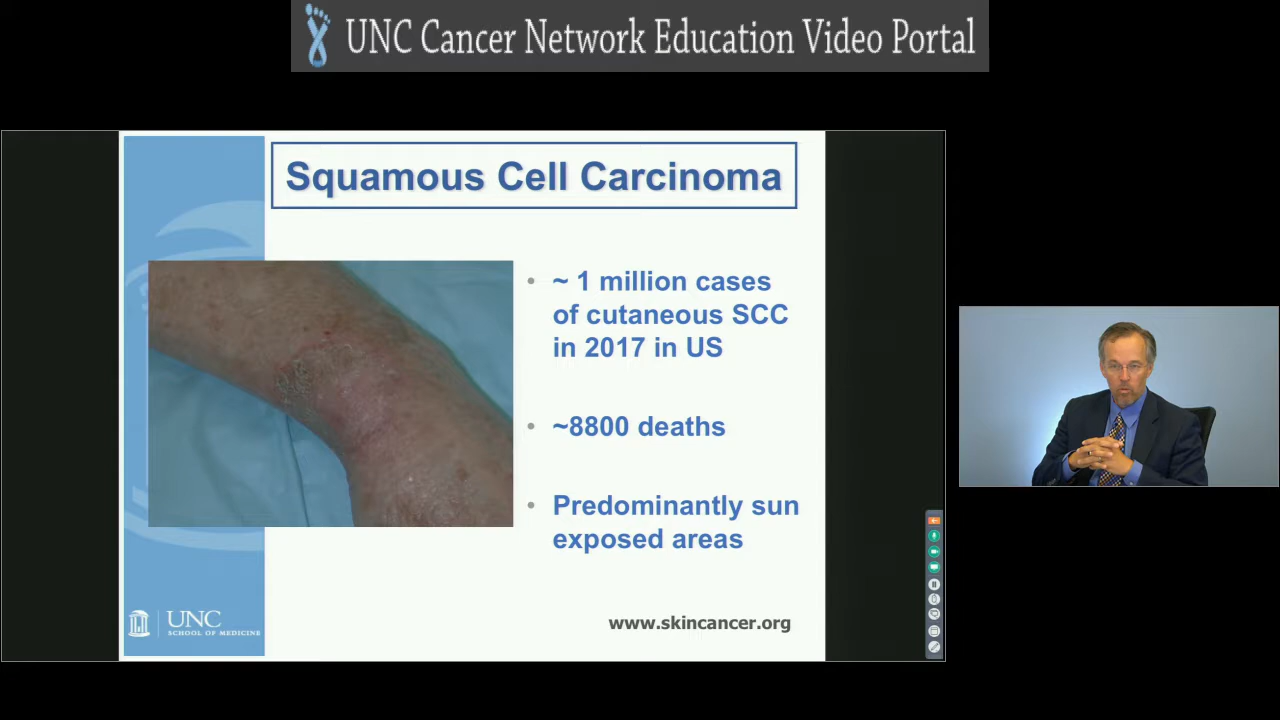 UNC Cancer Network Education Video Portal
Squamous Cell Carcinoma
• ~ 1 million cases
of cutaneous SCC
in 2017 in US
• ~8800 deaths
• Predominantly sun
exposed areas
UNC
SCHOOL OF MEDICINE
www.skincancer.org